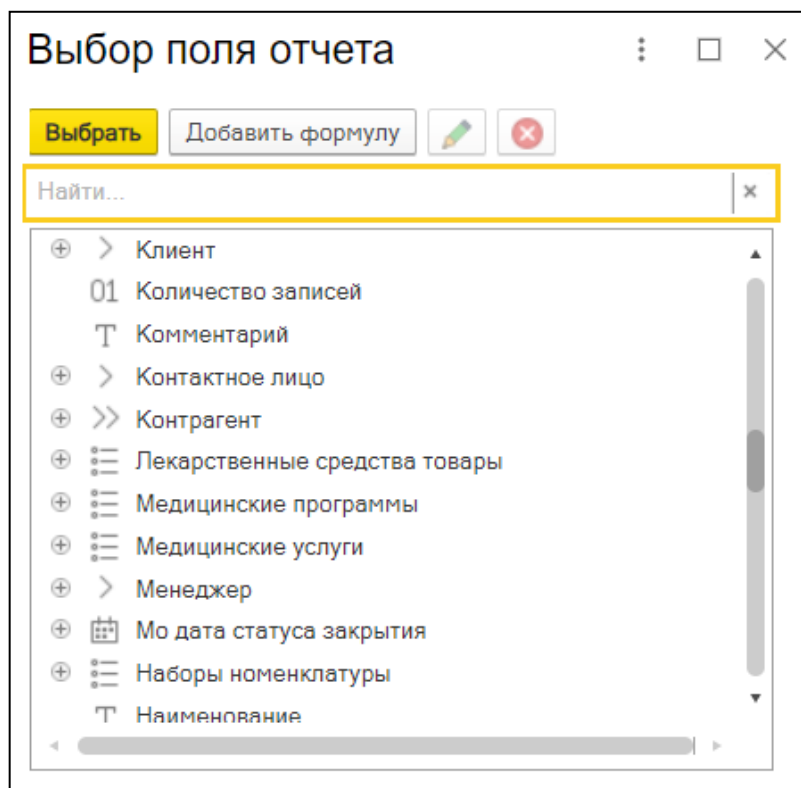 Выбор поля отчета
Выбрать Добавить формулу
Найти...
Клиент
01 Количество записей
T Комментарий
Контактное лицо
Контрагент
Лекарственные средства товары
Медицинские программы
Медицинские услуги
Менеджер
Мо дата статуса закрытия
Наборы номенклатуры
T Наименование